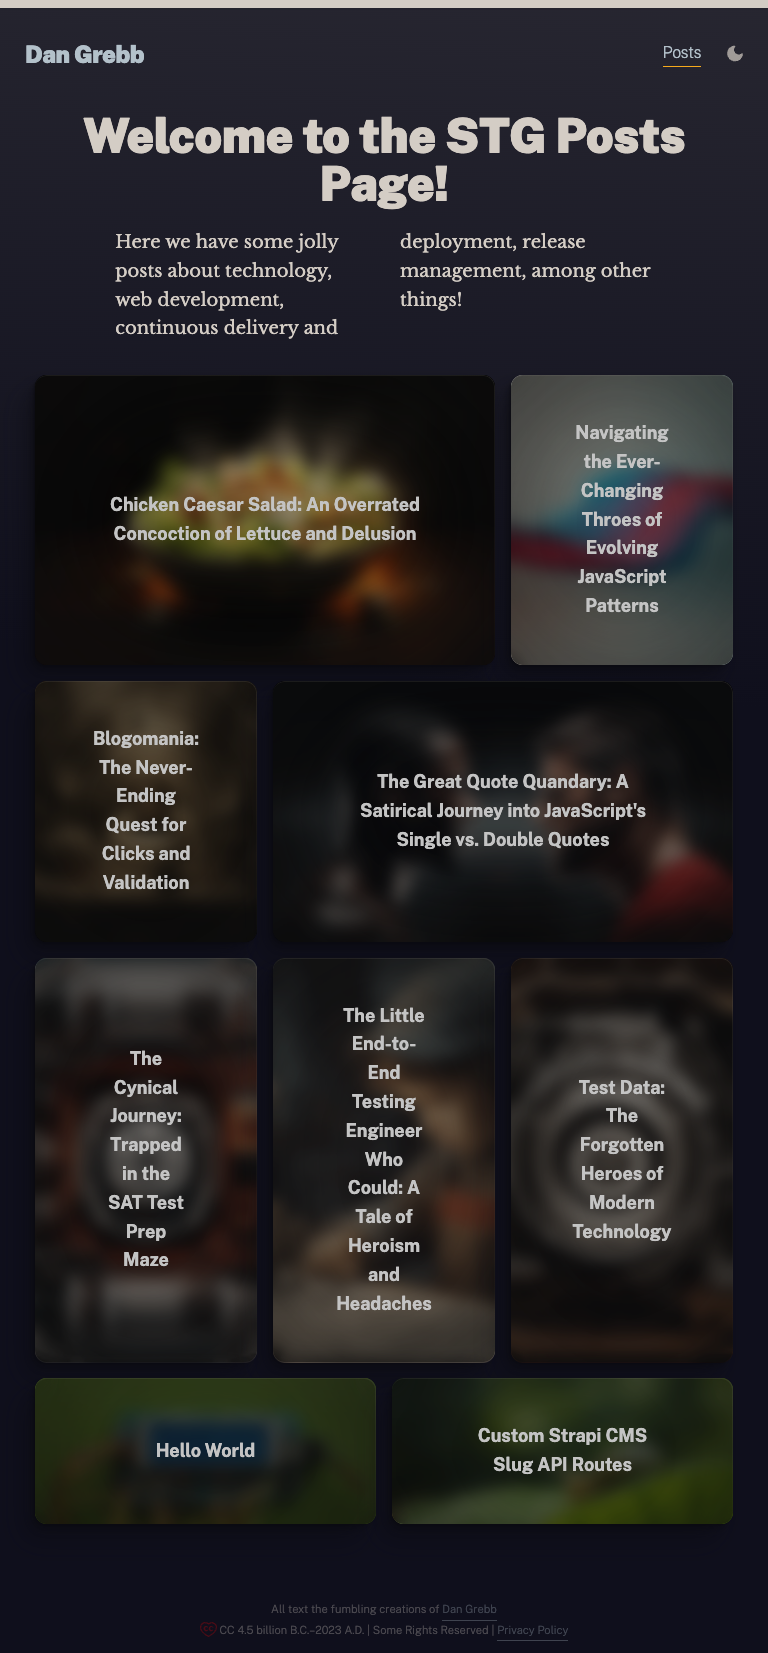 Dan Grebb
Posts
Welcome to the STG Posts
Page!
Here we have some jolly
posts about technology,
web development,
continuous delivery and
deployment, release
management, among other
things!
Chicken Caesar Salad: An Overrated
Concoction of Lettuce and Delusion
Navigating
the Ever-
Changing
Throes of
Evolving
JavaScript
Patterns
Blogomania:
The Never-
Ending
Quest for
Clicks and
Validation
The Great Quote Quandary: A
Satirical Journey into JavaScript's
Single vs. Double Quotes
The
Cynical
Journey:
Trapped
in the
SAT Test
Prep
Maze
The Little
End-to-
End
Testing
Engineer
Who
Could: A
Tale of
Heroism
and
Headaches
Test Data:
The
Forgotten
Heroes of
Modern
Technology
Hello World
Custom Strapi CMS
Slug API Routes
All text the fumbling creations of Dan Grebb
CC 4.5 billion B.C.–2023 A.D. | Some Rights Reserved | Privacy Policy